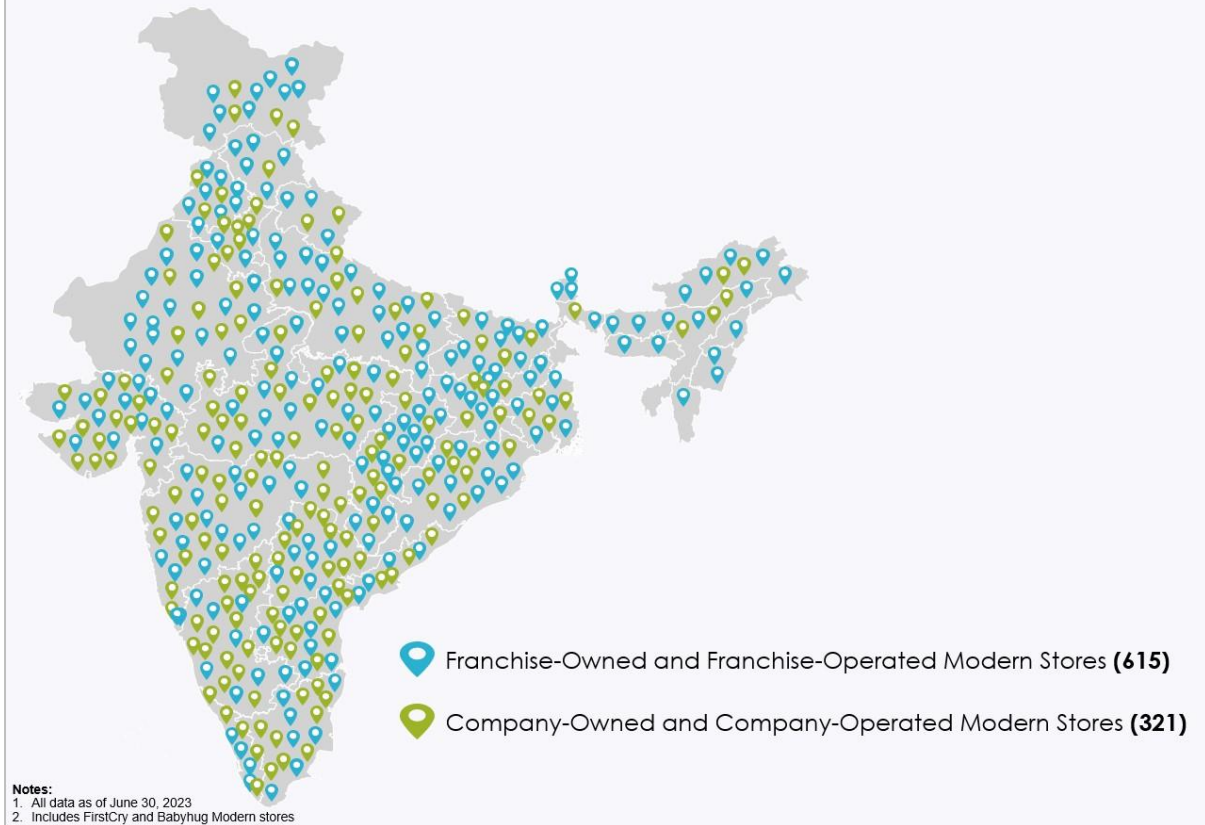 Franchise-Owned and Franchise-Operated Modern Stores (615)
Company-Owned and Company-Operated Modern Stores (321)
Notes:
1. All data as of June 30, 2023
2. Includes FirstCry and Babyhug Modern stores